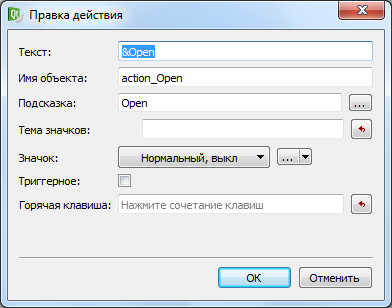 Qt Правка действия
Текст: &Open
Имя объекта: action_Open
Подсказка: Open ...
Тема значков:
Значок: Нормальный, выкл ...
Триггерное:
Горячая клавиша: Нажмите сочетание клавиш
OK Отменить